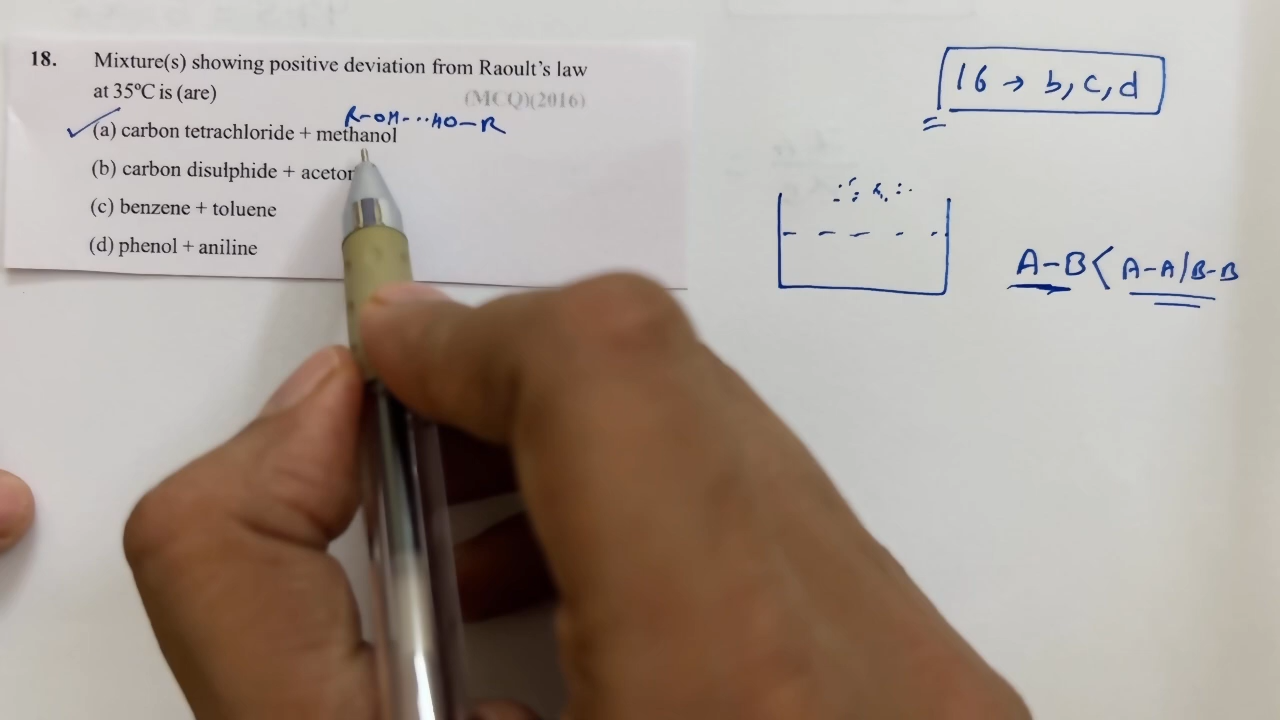 18. Mixture(s) showing positive deviation from Raoult's law
at 35°C is (are) (MCQ)(2016)
R-OH---HO-R
(a) carbon tetrachloride + methanol
(b) carbon disulphide +
(c) benzene + toluene
(d) phenol + aniline
16 → b, c, d
A-B < A-A/B-B